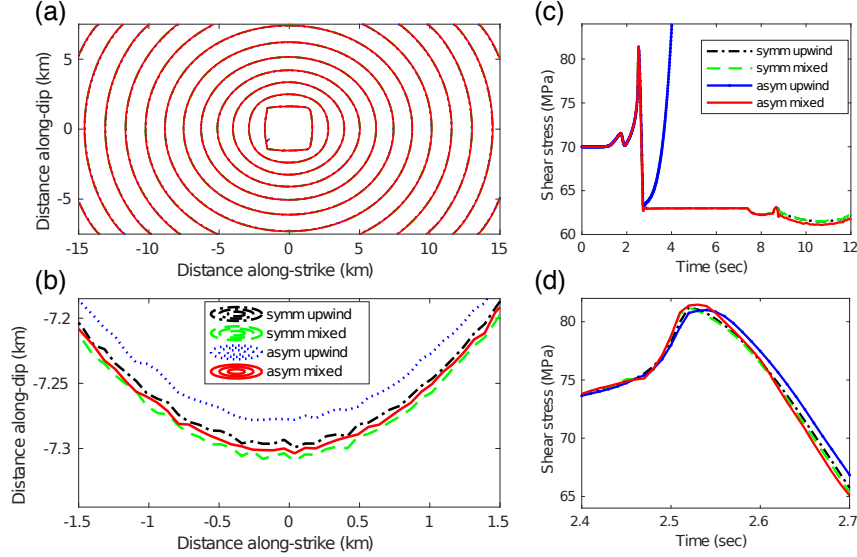 (a)
Distance along-dip (km)
5
0
-5
-15 -10 -5 0 5 10 15
Distance along-strike (km)
(b)
Distance along-dip (km)
-7.2
-7.25
-7.3
symm upwind
symm mixed
asym upwind
asym mixed
-1.5 -1 -0.5 0 0.5 1 1.5
Distance along-strike (km)
(c)
Shear stress (MPa)
80
75
70
65
60
symm upwind
symm mixed
asym upwind
asym mixed
0 2 4 6 8 10 12
Time (sec)
(d)
Shear stress (MPa)
80
75
70
65
2.4 2.5 2.6 2.7
Time (sec)